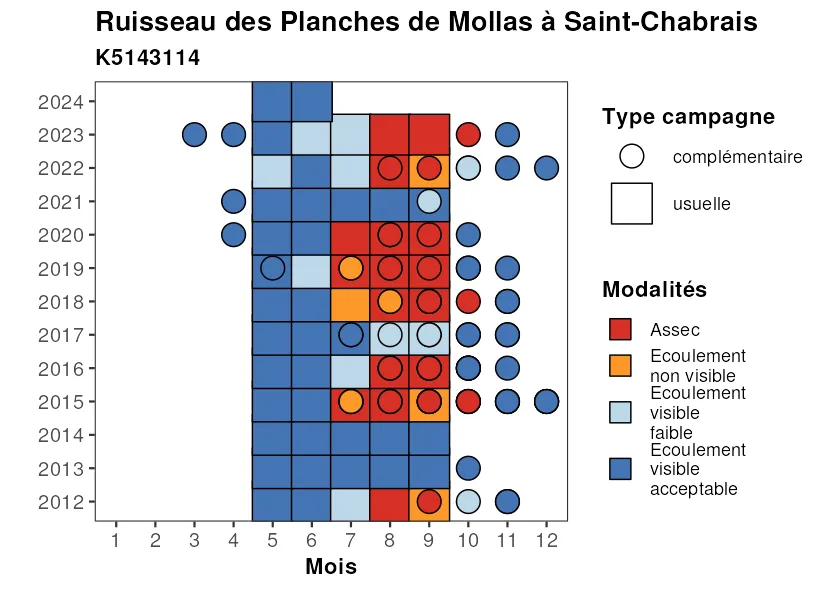 Ruisseau des Planches de Mollas à Saint-Chabrais
K5143114
2024
2023
2022
2021
2020
2019
2018
2017
2016
2015
2014
2013
2012
1 2 3 4 5 6 7 8 9 10 11 12
Mois
Type campagne
complémentaire
usuelle
Modalités
Assec
Ecoulement
non visible
Ecoulement
visible
faible
Ecoulement
visible
acceptable